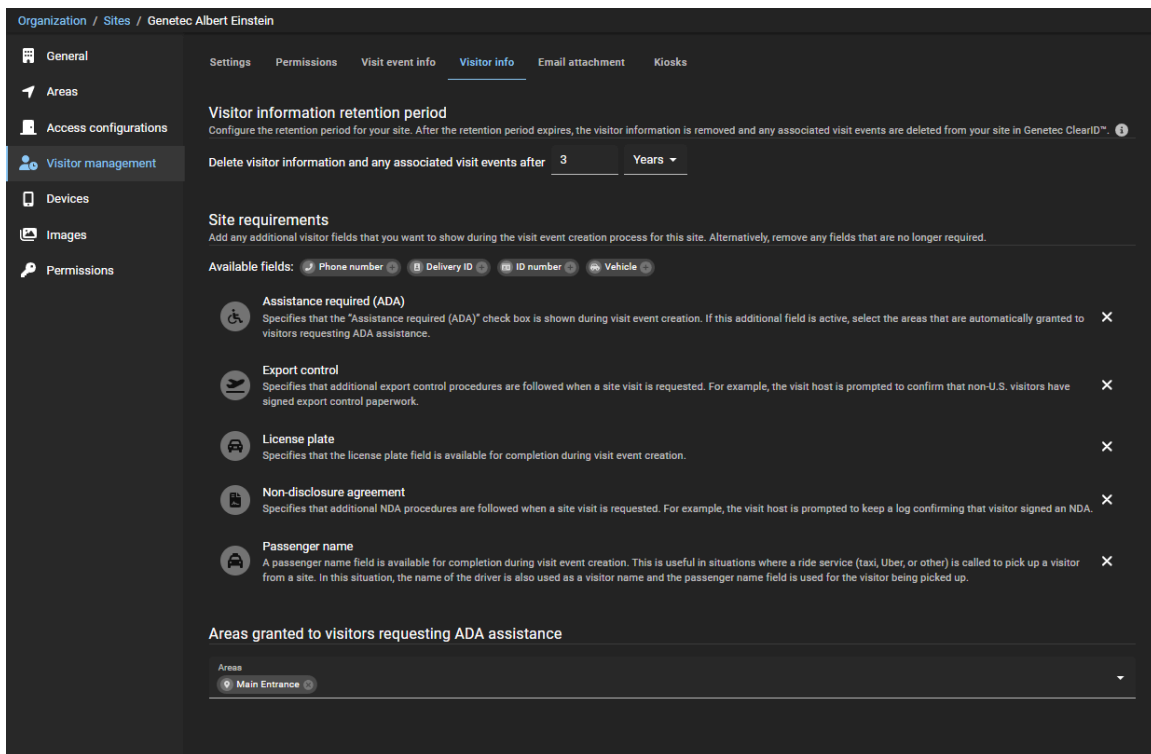 Organization / Sites / Genetec Albert Einstein
General
Areas
Access configurations
Visitor management
Devices
Images
Permissions
Settings Permissions Visit event info Visitor info Email attachment Kiosks
Visitor information retention period
Configure the retention period for your site. After the retention period expires, the visitor information is removed and any associated visit events are deleted from your site in Genetec ClearID™.
Delete visitor information and any associated visit events after 3 Years
Site requirements
Add any additional visitor fields that you want to show during the visit event creation process for this site. Alternatively, remove any fields that are no longer required.
Available fields: Phone number Delivery ID ID number Vehicle
Assistance required (ADA)
Specifies that the “Assistance required (ADA)” check box is shown during visit event creation. If this additional field is active, select the areas that are automatically granted to
visitors requesting ADA assistance.
Export control
Specifies that additional export control procedures are followed when a site visit is requested. For example, the visit host is prompted to confirm that non-U.S. visitors have
signed export control paperwork.
License plate
Specifies that the license plate field is available for completion during visit event creation.
Non-disclosure agreement
Specifies that additional NDA procedures are followed when a site visit is requested. For example, the visit host is prompted to keep a log confirming that visitor signed an NDA.
Passenger name
A passenger name field is available for completion during visit event creation. This is useful in situations where a ride service (taxi, Uber, or other) is called to pick up a visitor
from a site. In this situation, the name of the driver is also used as a visitor name and the passenger name field is used for the visitor being picked up.
Areas granted to visitors requesting ADA assistance
Areas
Main Entrance